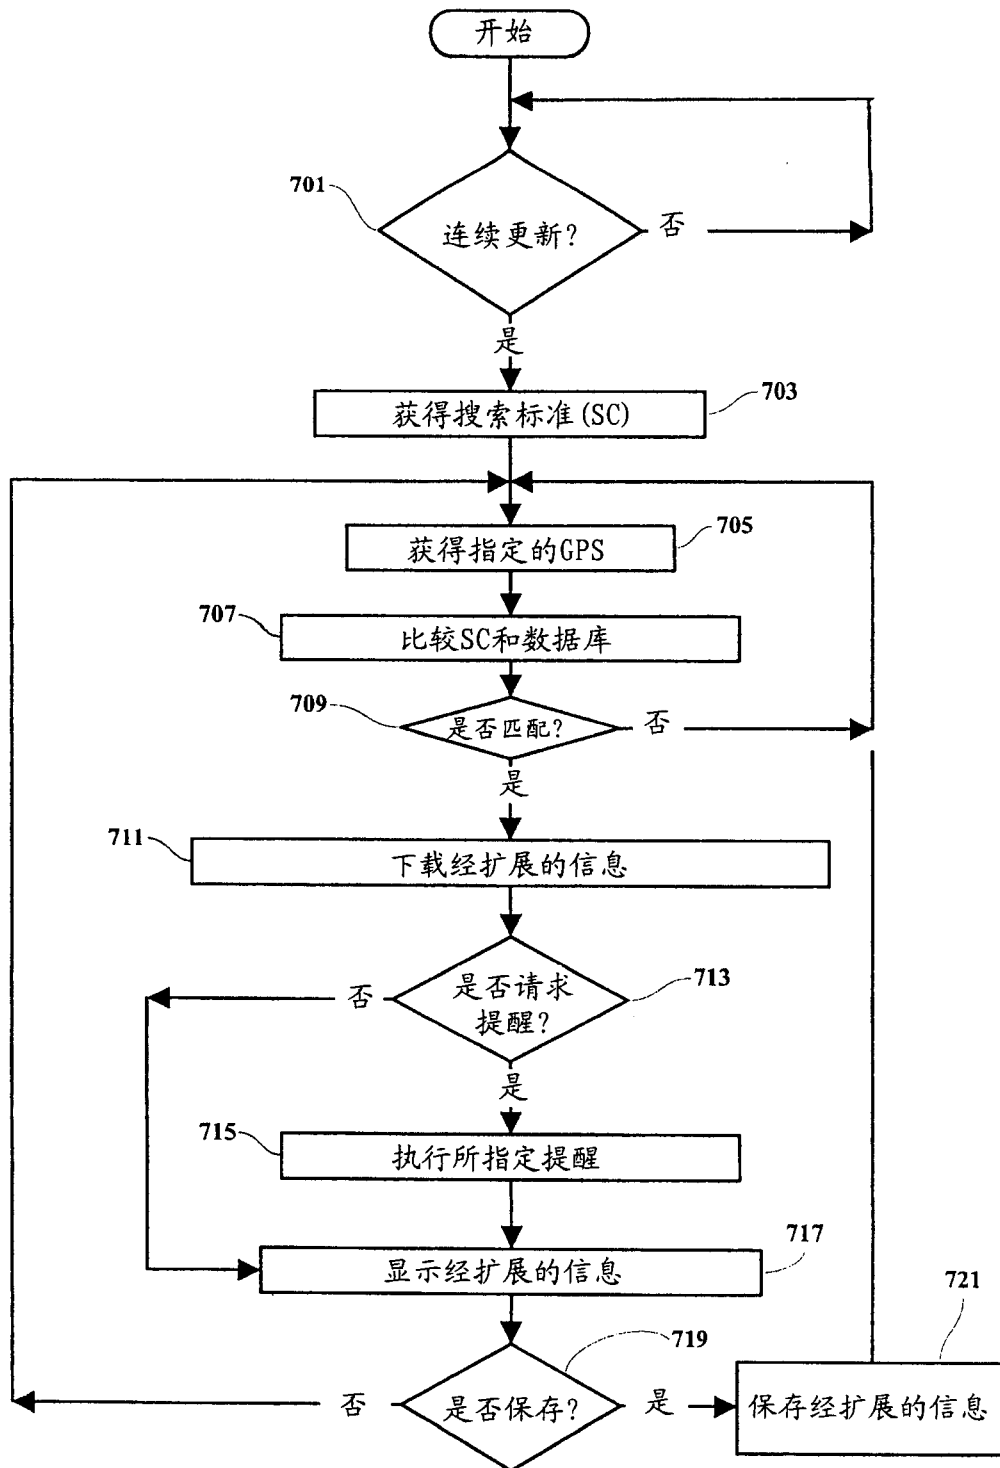 开始
701
连续更新?
否
是
获得搜索标准(SC)
703
705
获得指定的GPS
707
比较SC和数据库
709
是否匹配?
否
是
711
下载经扩展的信息
713
否
是否请求
提醒?
是
715
执行所指定提醒
717
显示经扩展的信息
721
719
否
是否保存?
是
保存经扩展的信息